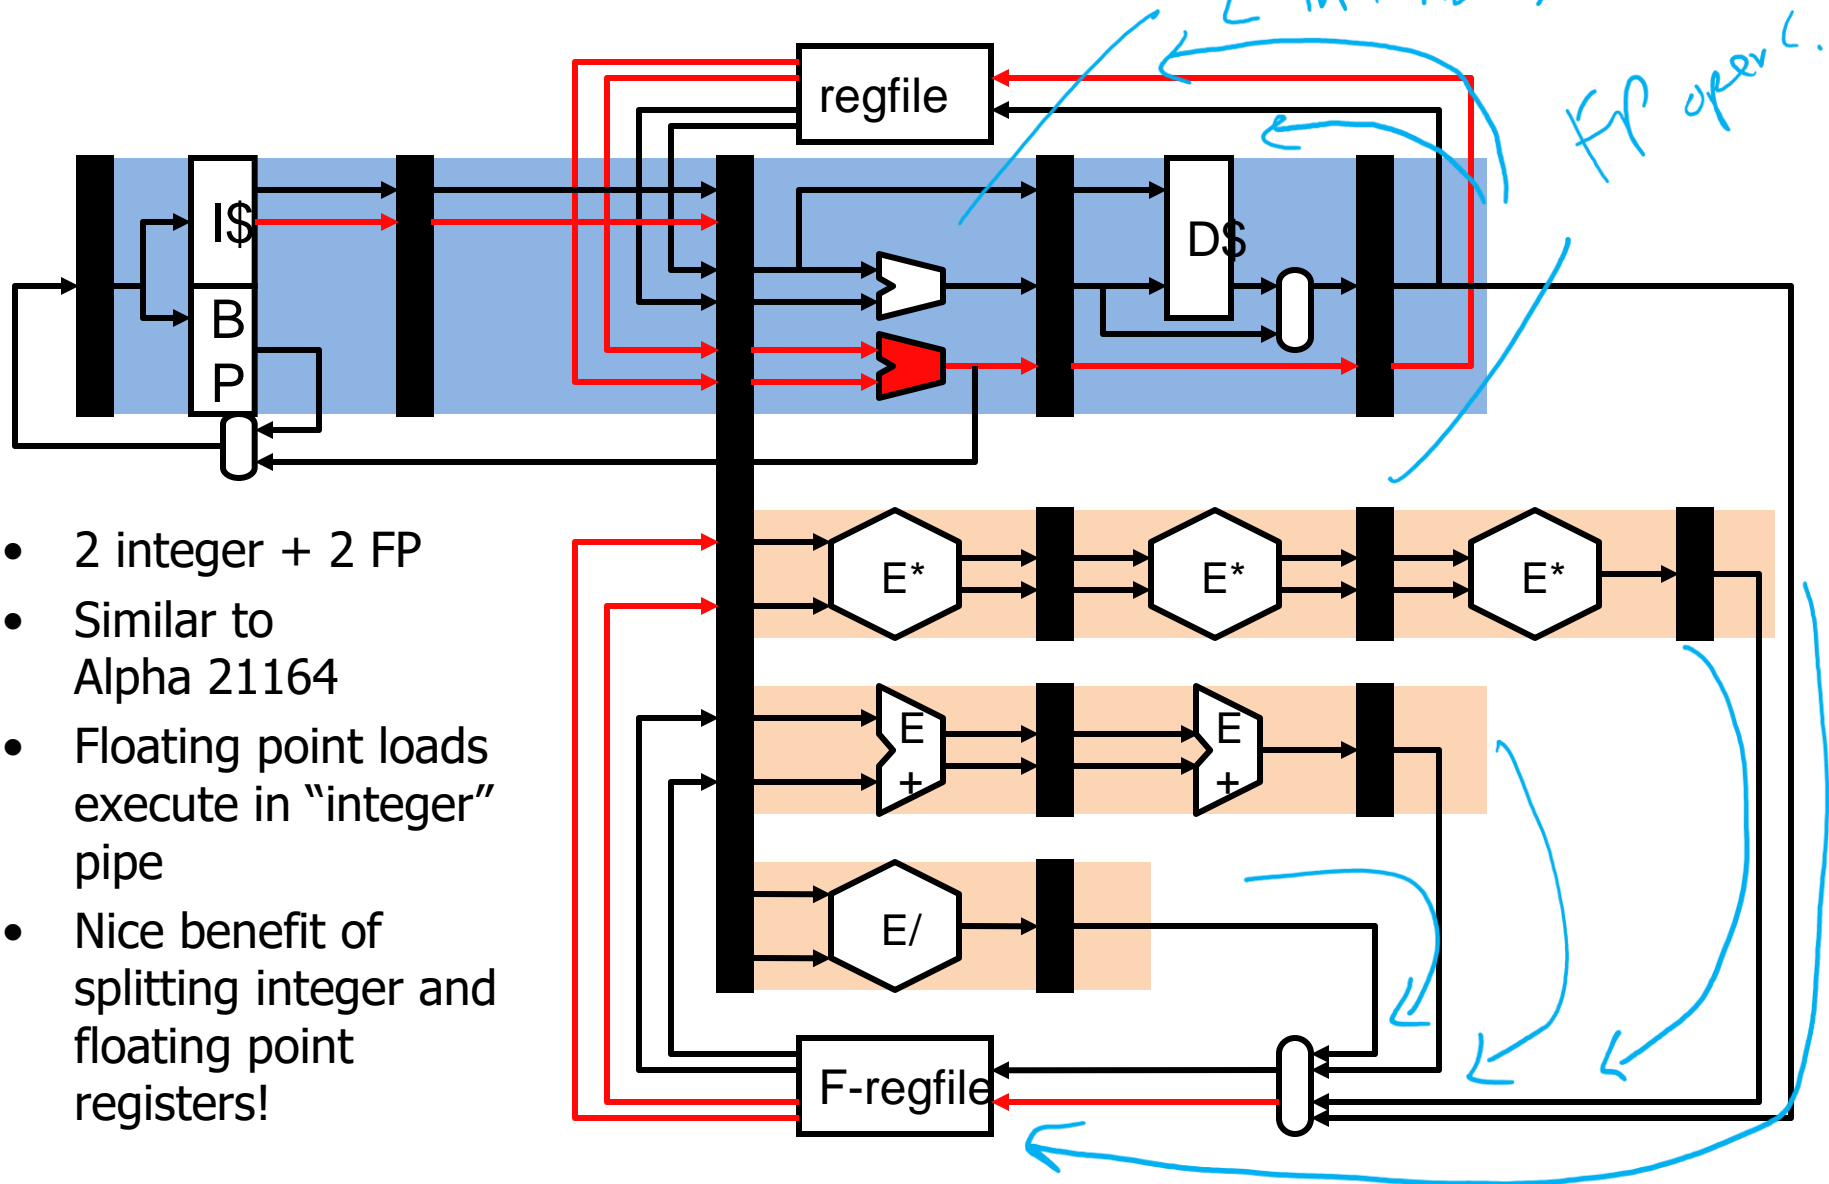 FP oper
regfile
I$
D$
B
P
• 2 integer + 2 FP
• Similar to
Alpha 21164
• Floating point loads
execute in “integer”
pipe
• Nice benefit of
splitting integer and
floating point
registers!
E*
E*
E*
E
+
E
+
E/
F-regfile